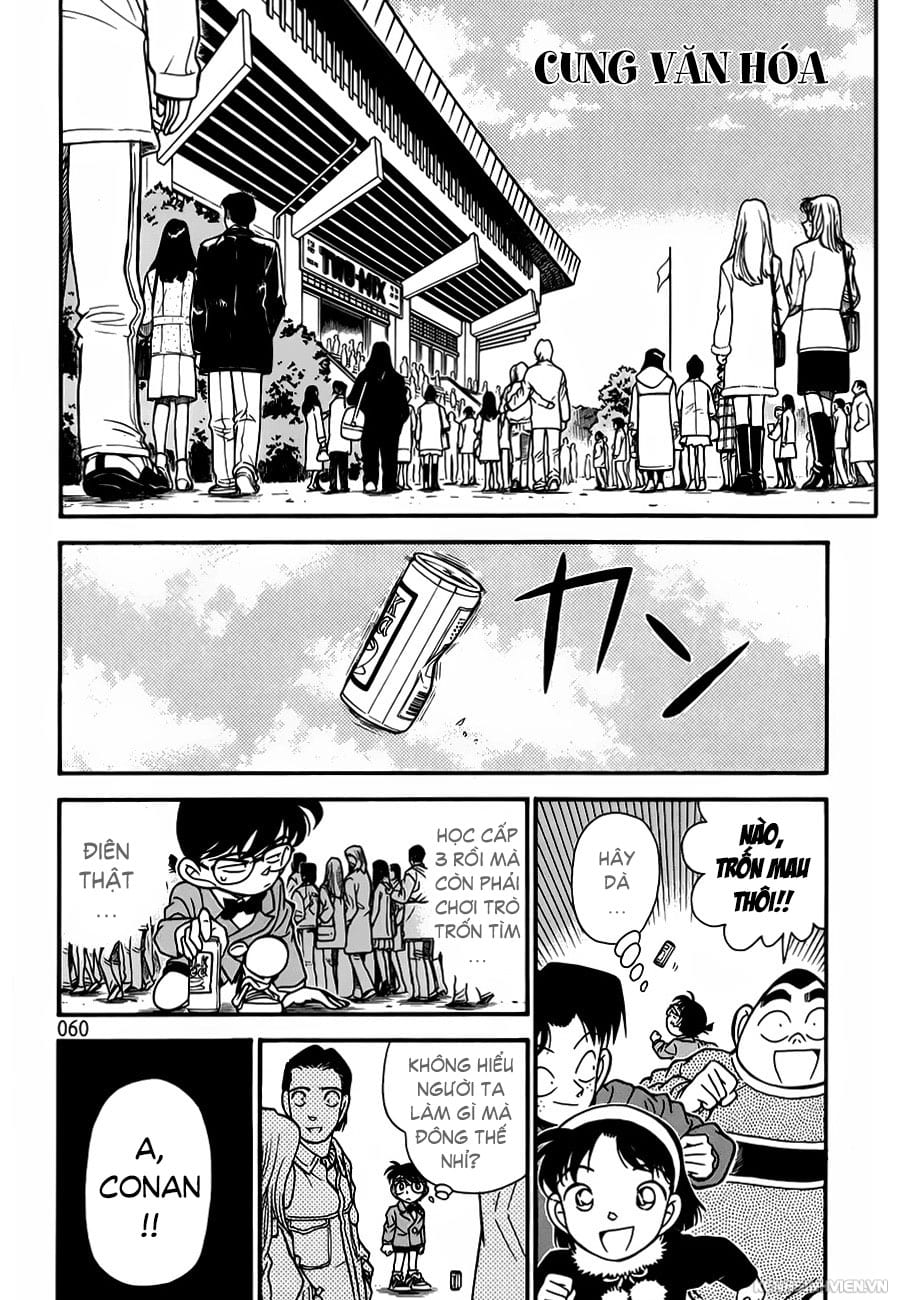 CUNG VĂN HÓA
TWO-MIX
カン
NÀO,
TRỐN MAU
THÔI!!
HÂY
DÀ
...
HỌC CẤP
3 RỒI MÀ
CÒN PHẢI
CHƠI TRÒ
TRỐN TÌM
...
ĐIÊN
THẬT
...
060
KHÔNG HIỂU
NGƯỜI TA
LÀM GÌ MÀ
ĐÔNG THẾ
NHỈ?
A,
CONAN
!!